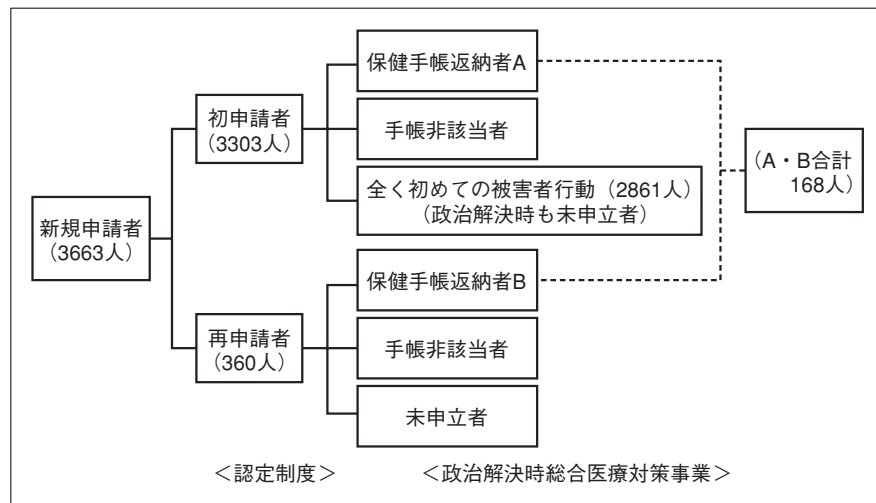 新規申請者
(3663人)
初申請者
(3303人)
再申請者
(360人)
保健手帳返納者A
手帳非該当者
全く初めての被害者行動(2861人)
(政治解決時も未申立者)
保健手帳返納者B
手帳非該当者
未申立者
(A・B合計
168人)
＜認定制度＞
＜政治解決時総合医療対策事業＞